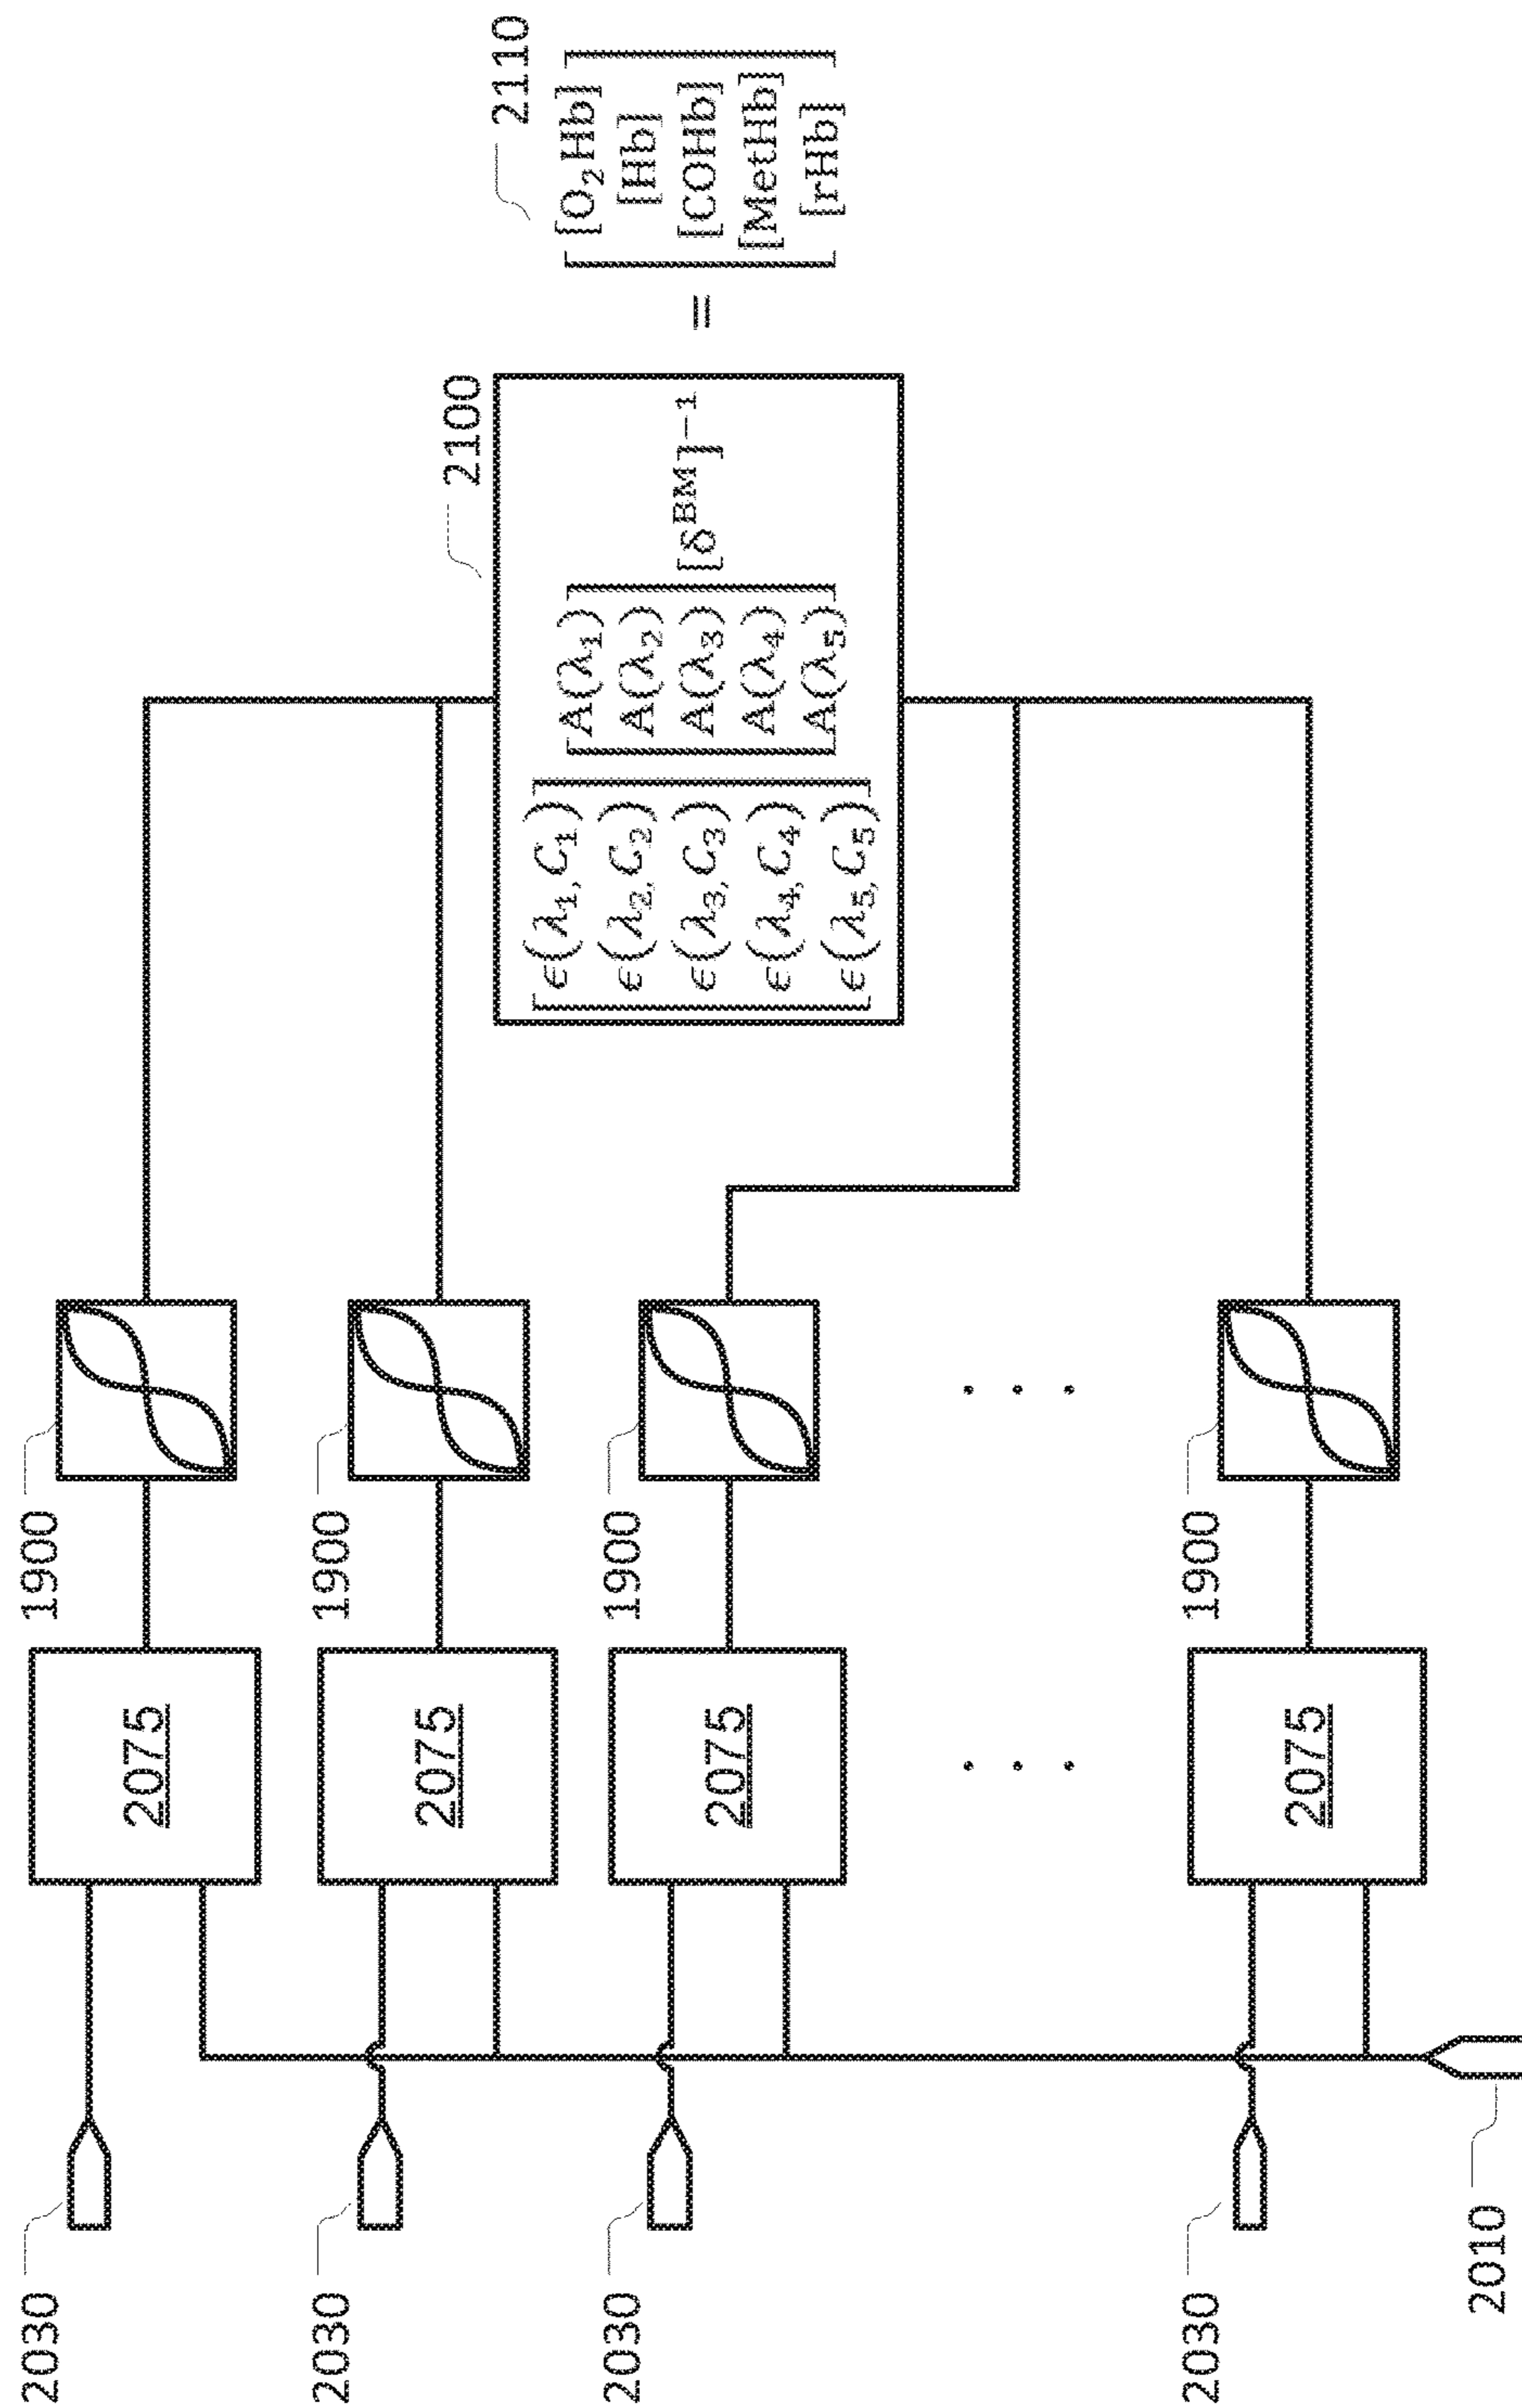 2030
2075
1900
2030
2075
1900
2030
2075
1900
. . .
. . .
2030
2075
1900
2010
2100
ϵ(λ₁,C₁)
ϵ(λ₂,C₂)
ϵ(λ₃,C₃)
ϵ(λ₄,C₄)
ϵ(λ₅,C₅)
A(λ₁)
A(λ₂)
A(λ₃)
A(λ₄)
A(λ₅)
[δᴮᴹ]⁻¹
=
2110
[O₂Hb]
[Hb]
[COHb]
[MetHb]
[rHb]